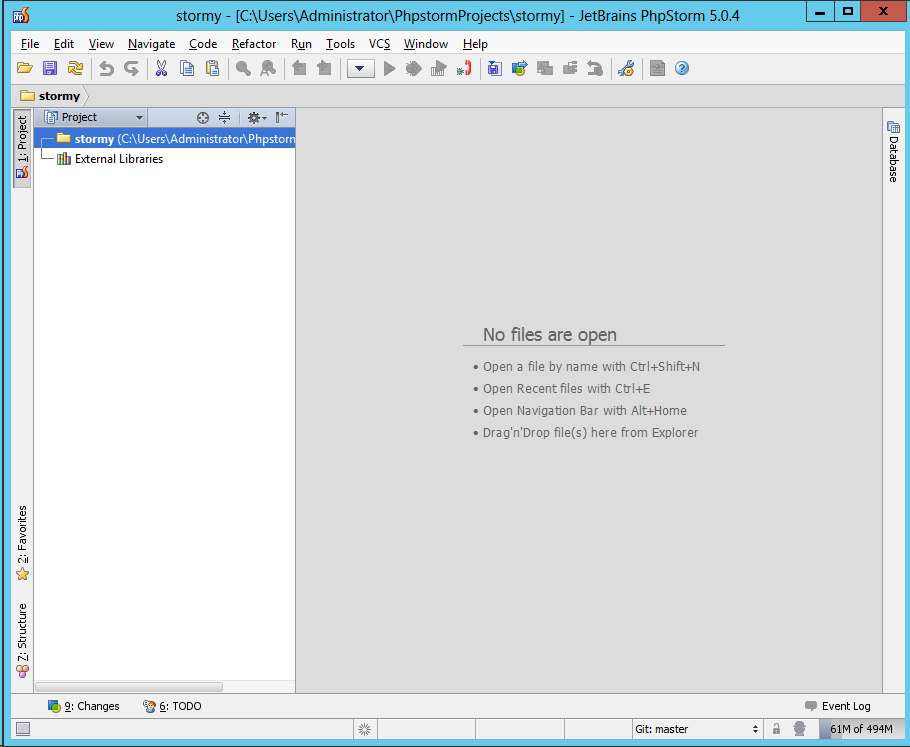 stormy - [C:\Users\Administrator\PhpstormProjects\stormy] - JetBrains PhpStorm 5.0.4
File Edit View Navigate Code Refactor Run Tools VCS Window Help
stormy
1: Project
Project
stormy (C:\Users\Administrator\Phpstorm
External Libraries
Database
No files are open
• Open a file by name with Ctrl+Shift+N
• Open Recent files with Ctrl+E
• Open Navigation Bar with Alt+Home
• Drag'n'Drop file(s) here from Explorer
2: Favorites
7: Structure
9: Changes 6: TODO Event Log
Git: master 61M of 494M